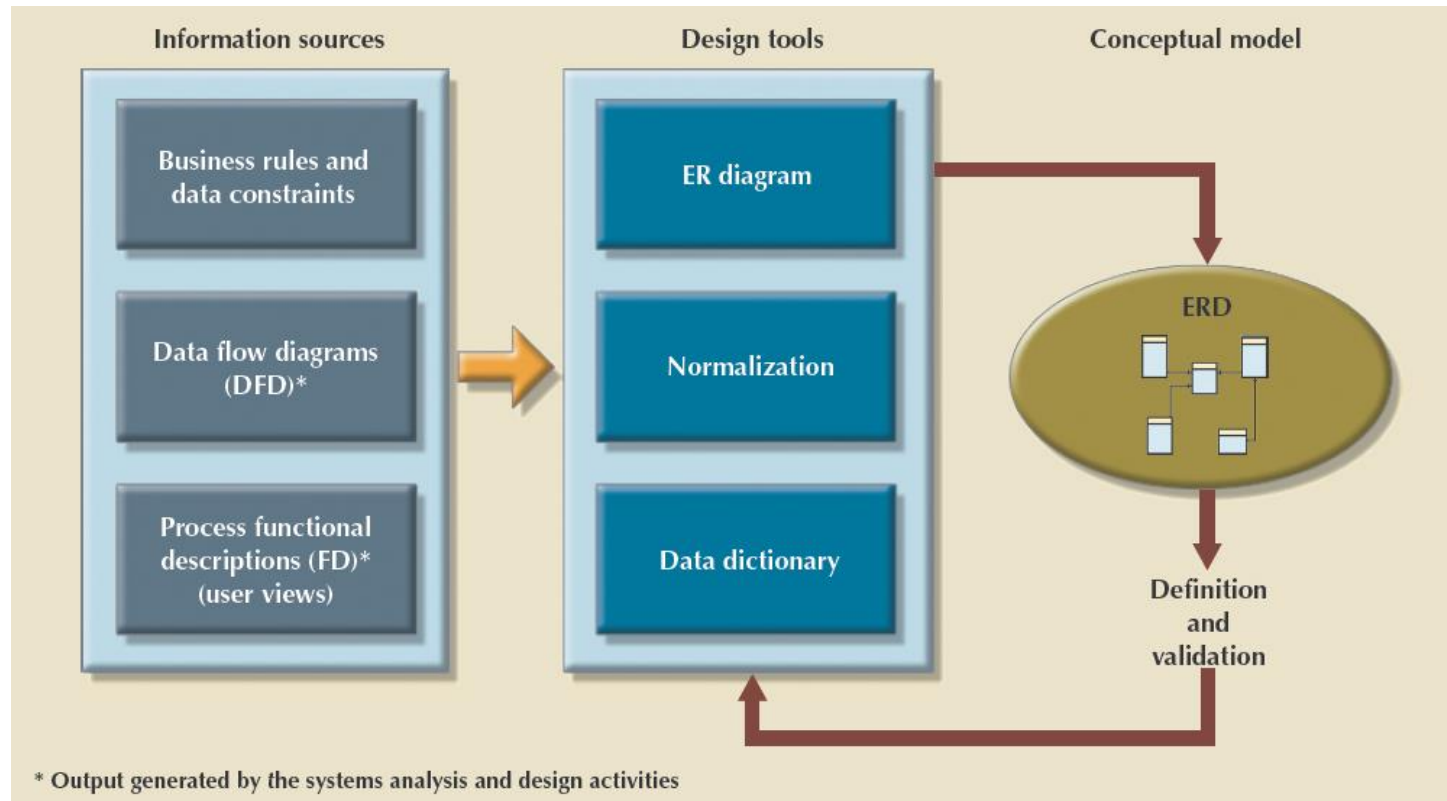 Information sources
Design tools
Conceptual model
Business rules and
data constraints
Data flow diagrams
(DFD)*
Process functional
descriptions (FD)*
(user views)
ER diagram
Normalization
Data dictionary
ERD
Definition
and
validation
* Output generated by the systems analysis and design activities